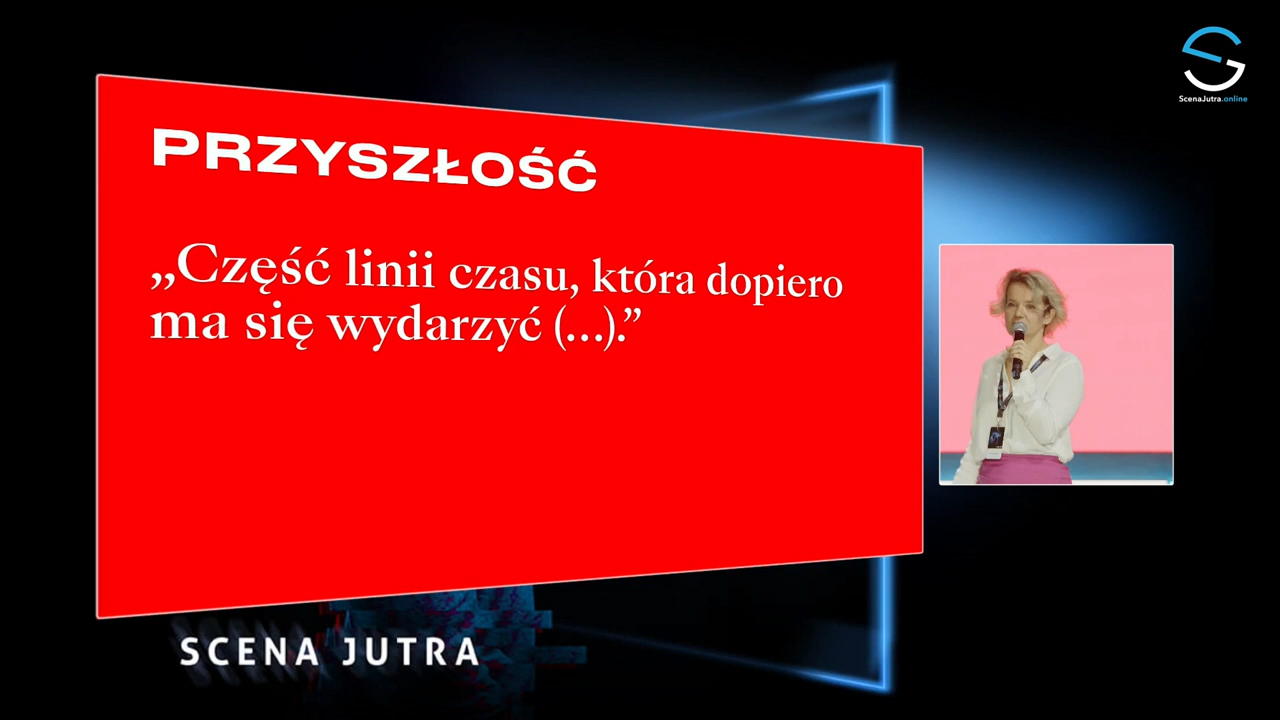 ScenaJutra.online
PRZYSZŁOŚĆ
„Część linii czasu, która dopiero
ma się wydarzyć (...).”
SCENA JUTRA